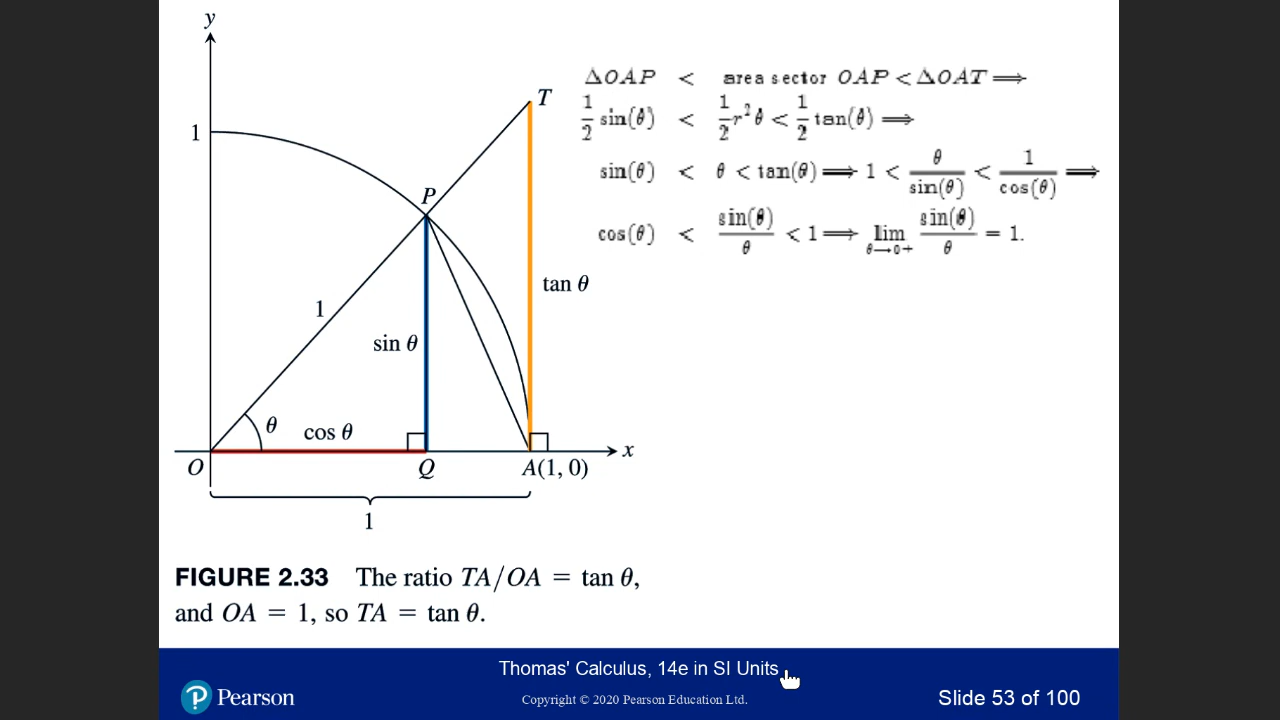 y
ΔOAP < area sector OAP < ΔOAT ⟹
T
1/2 sin(θ) < 1/2 r²θ < 1/2 tan(θ) ⟹
1
sin(θ) < θ < tan(θ) ⟹ 1 < θ/sin(θ) < 1/cos(θ) ⟹
P
cos(θ) < sin(θ)/θ < 1 ⟹ lim θ→0+ sin(θ)/θ = 1.
tan θ
1
sin θ
θ
cos θ
x
O Q A(1, 0)
1
FIGURE 2.33 The ratio TA/OA = tan θ,
and OA = 1, so TA = tan θ.
Thomas' Calculus, 14e in SI Units
P Pearson
Copyright © 2020 Pearson Education Ltd.
Slide 53 of 100